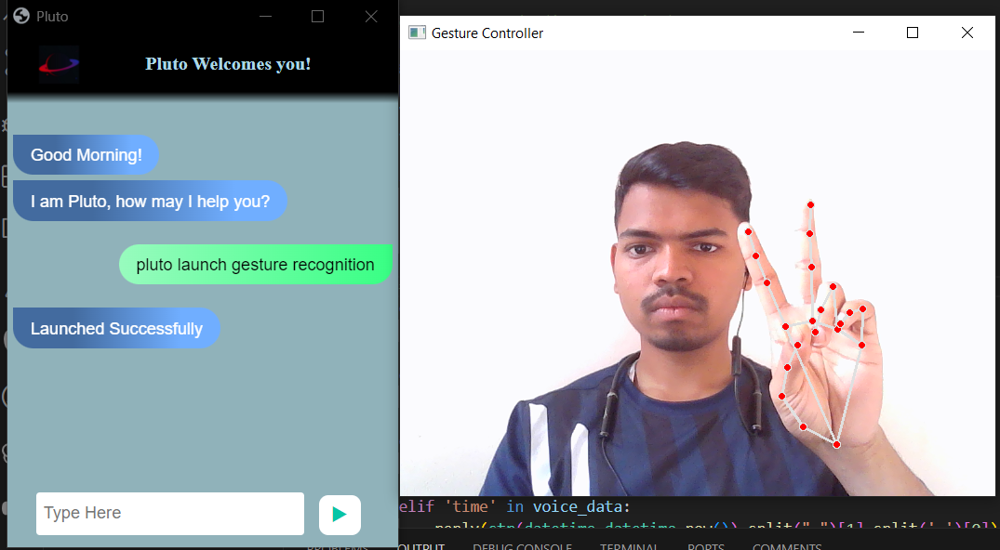 Pluto
Pluto Welcomes you!
Good Morning!
I am Pluto, how may I help you?
pluto launch gesture recognition
Launched Successfully
Type Here
Gesture Controller
elif 'time' in voice_data:
reply(str(datetime.datetime.now()).split(" ")[1].split('.')[0])
PROBLEMS OUTPUT DEBUG CONSOLE TERMINAL PORTS COMMENTS